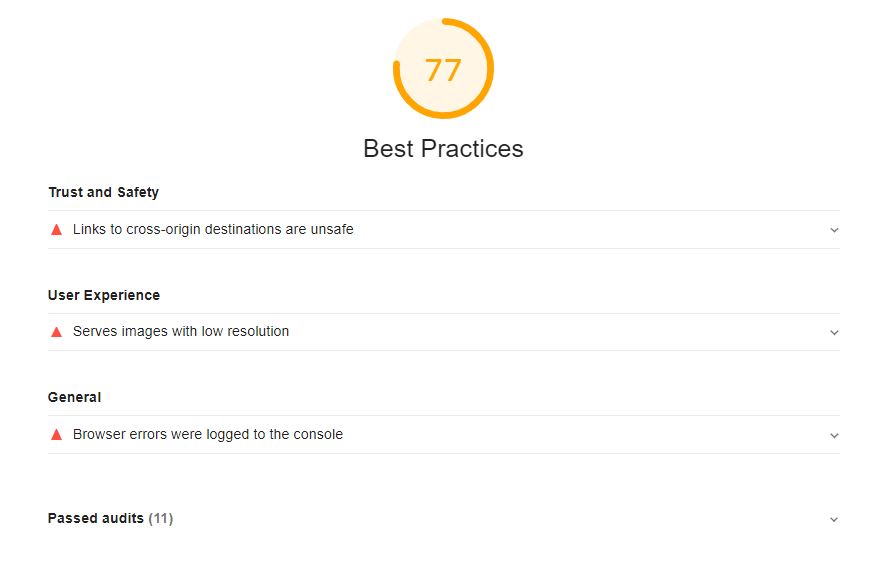 77
Best Practices
Trust and Safety
Links to cross-origin destinations are unsafe
User Experience
Serves images with low resolution
General
Browser errors were logged to the console
Passed audits (11)